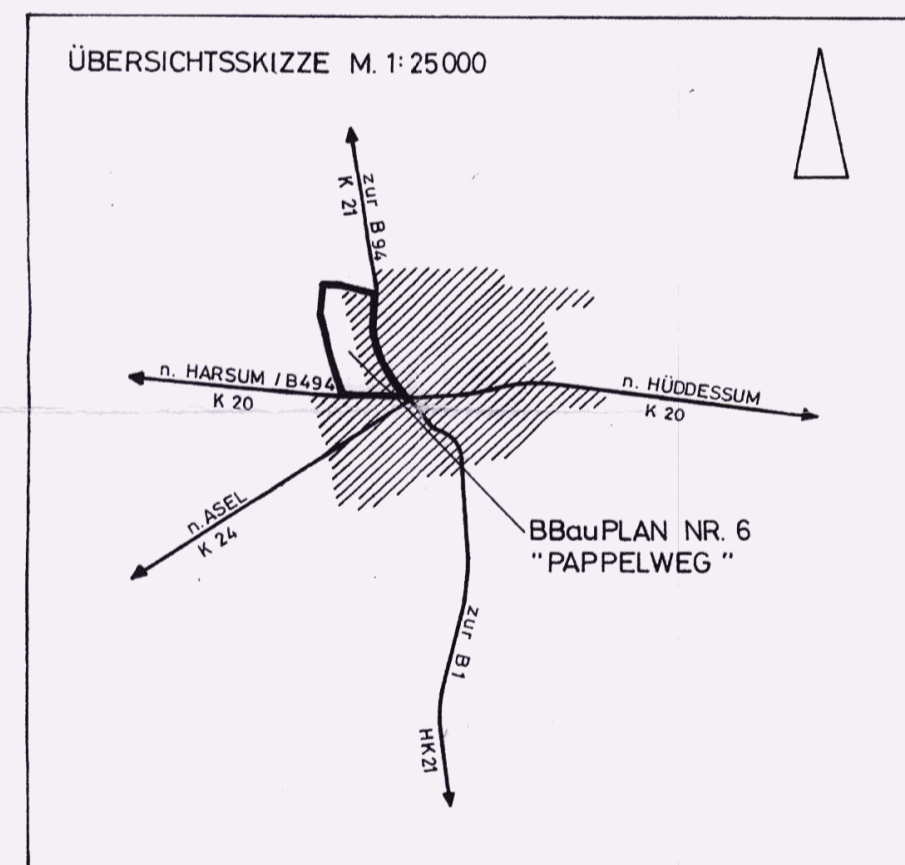 ÜBERSICHTSSKIZZE M. 1:25000
zur B 94
K 21
n. HARSUM / B494
K 20
n. HÜDDESSUM
K 20
n. ASEL
K 24
BBauPLAN NR. 6
"PAPPELWEG"
zur B1
HK21